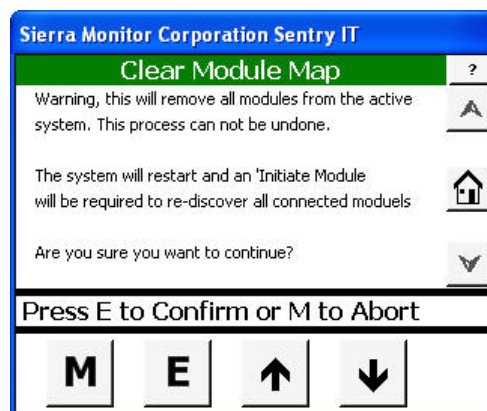 Sierra Monitor Corporation Sentry IT
Clear Module Map
?
Warning, this will remove all modules from the active
system. This process can not be undone.
The system will restart and an 'Initiate Module
will be required to re-discover all connected moduels
Are you sure you want to continue?
Press E to Confirm or M to Abort
M E